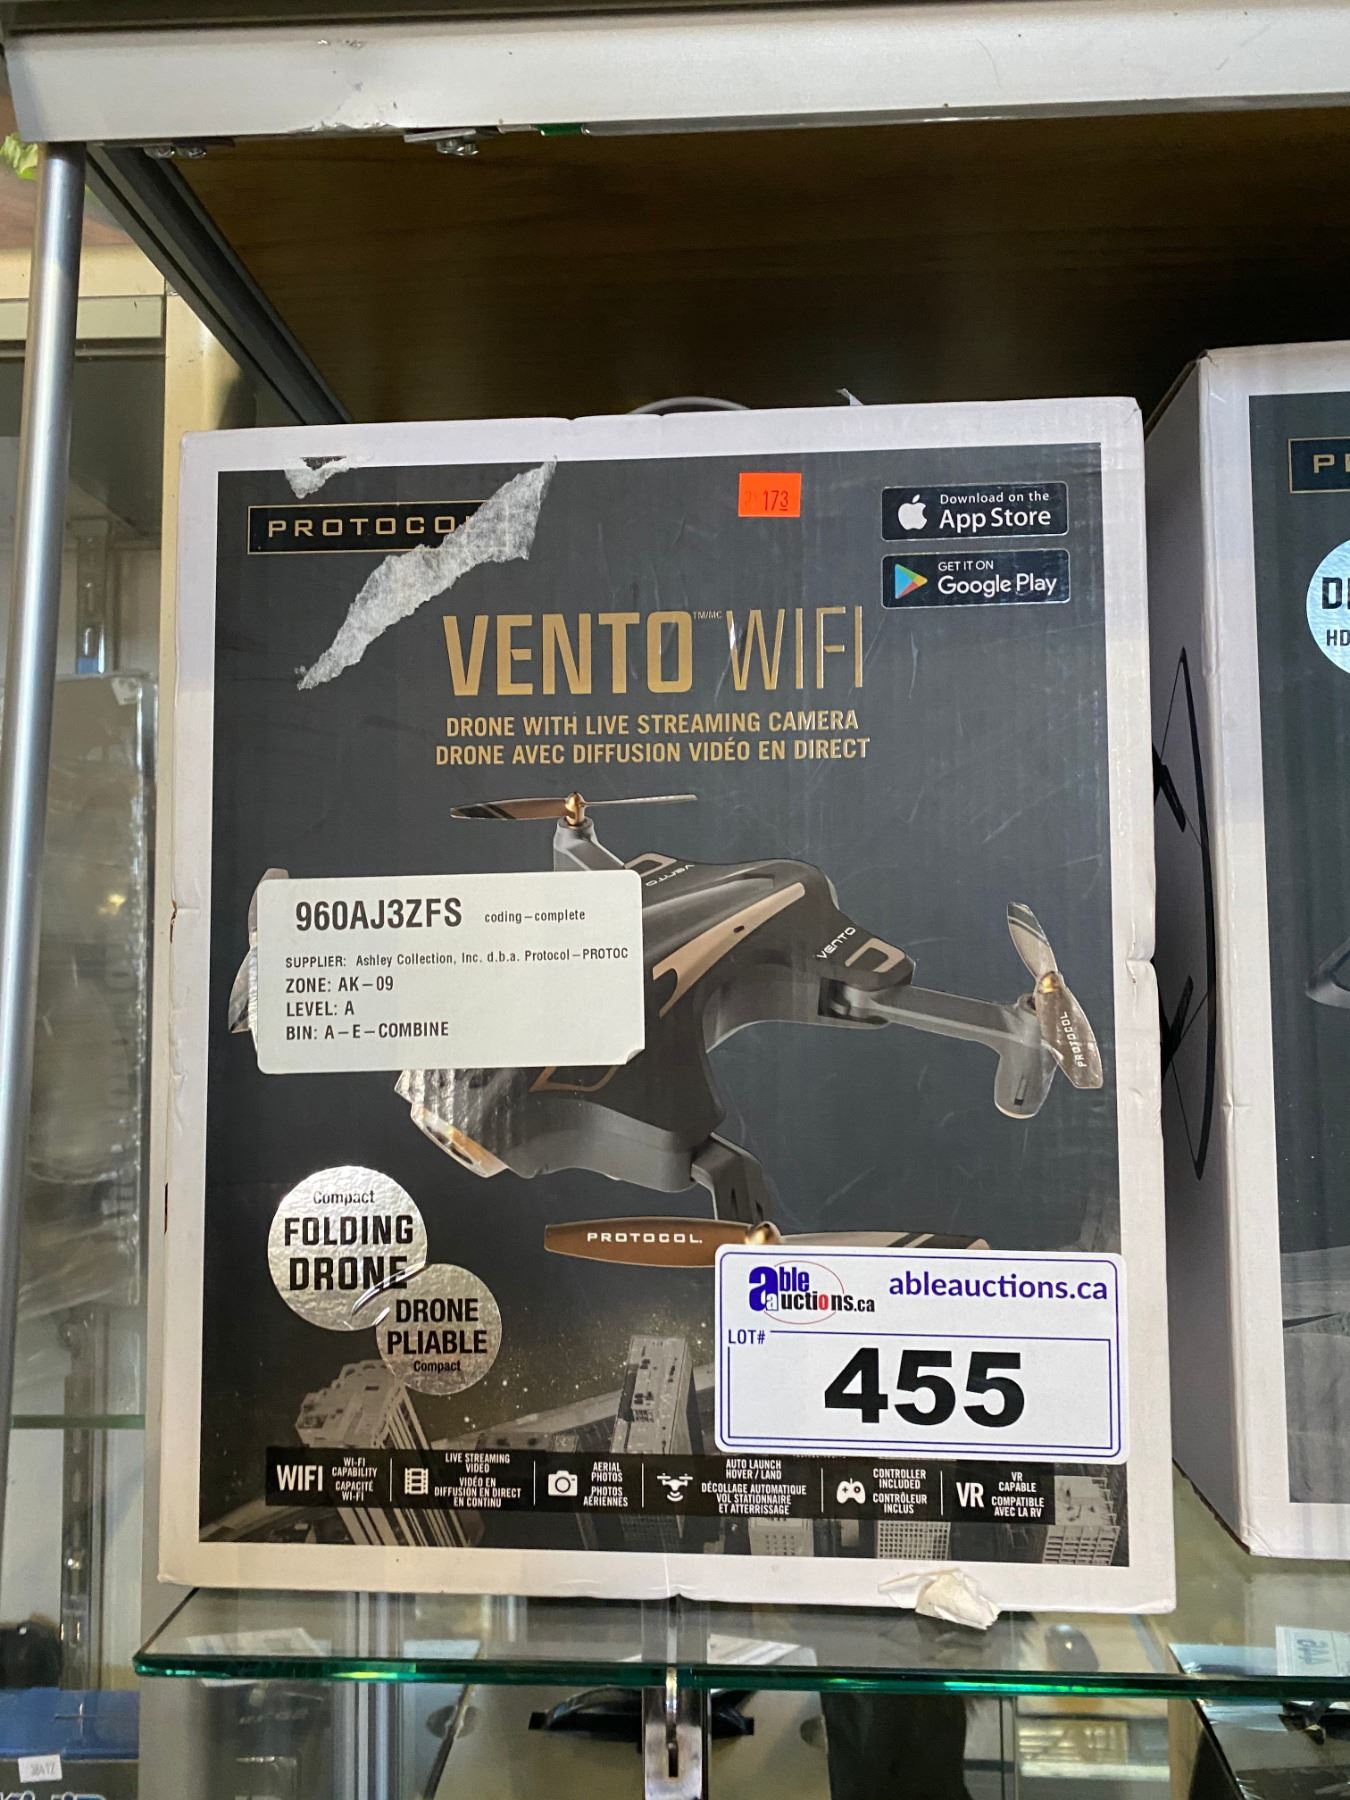 PROTOCO
173
Download on the
App Store
GET IT ON
Google Play
VENTO TM/MC WIFI
DRONE WITH LIVE STREAMING CAMERA
DRONE AVEC DIFFUSION VIDÉO EN DIRECT
VENTO
VENTO
PROTOCOL
960AJ3ZFS coding-complete
SUPPLIER: Ashley Collection, Inc. d.b.a. Protocol-PROTOC
ZONE: AK-09
LEVEL: A
BIN: A-E-COMBINE
Compact
FOLDING
DRONE
DRONE
PLIABLE
Compact
PROTOCOL.
able auctions.ca
ableauctions.ca
LOT#
455
WIFI
WI-FI
CAPABILITY
CAPACITÉ
WI-FI
LIVE STREAMING
VIDEO
VIDÉO EN
DIFFUSION EN DIRECT
EN CONTINU
AERIAL
PHOTOS
PHOTOS
AÉRIENNES
AUTO LAUNCH
HOVER / LAND
DÉCOLLAGE AUTOMATIQUE
VOL STATIONNAIRE
ET ATTERRISSAGE
CONTROLLER
INCLUDED
CONTRÔLEUR
INCLUS
VR
VR
CAPABLE
COMPATIBLE
AVEC LA RV
P
D
HD